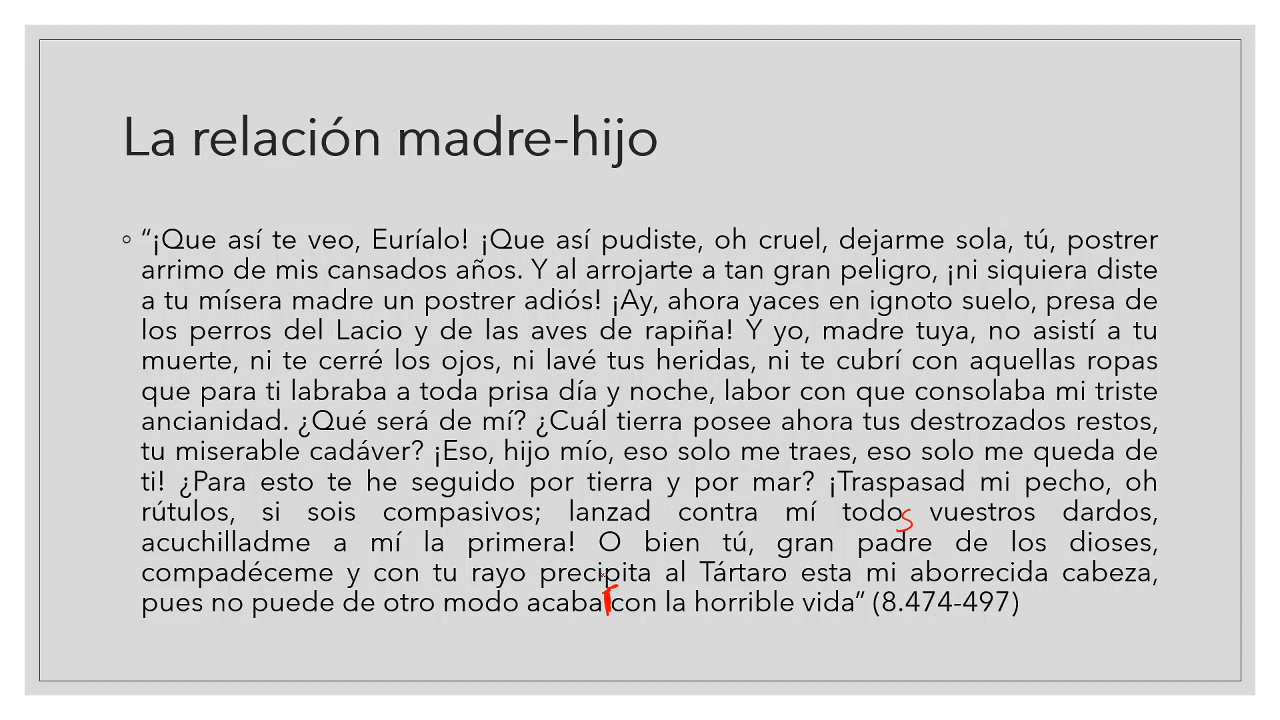 La relación madre-hijo
◦ “¡Que así te veo, Euríalo! ¡Que así pudiste, oh cruel, dejarme sola, tú, postrer
arrimo de mis cansados años. Y al arrojarte a tan gran peligro, ¡ni siquiera diste
a tu mísera madre un postrer adiós! ¡Ay, ahora yaces en ignoto suelo, presa de
los perros del Lacio y de las aves de rapiña! Y yo, madre tuya, no asistí a tu
muerte, ni te cerré los ojos, ni lavé tus heridas, ni te cubrí con aquellas ropas
que para ti labraba a toda prisa día y noche, labor con que consolaba mi triste
ancianidad. ¿Qué será de mí? ¿Cuál tierra posee ahora tus destrozados restos,
tu miserable cadáver? ¡Eso, hijo mío, eso solo me traes, eso solo me queda de
ti! ¿Para esto te he seguido por tierra y por mar? ¡Traspasad mi pecho, oh
rútulos, si sois compasivos; lanzad contra mí todos vuestros dardos,
acuchilladme a mí la primera! O bien tú, gran padre de los dioses,
compadéceme y con tu rayo precipita al Tártaro esta mi aborrecida cabeza,
pues no puede de otro modo acabar con la horrible vida” (8.474-497)